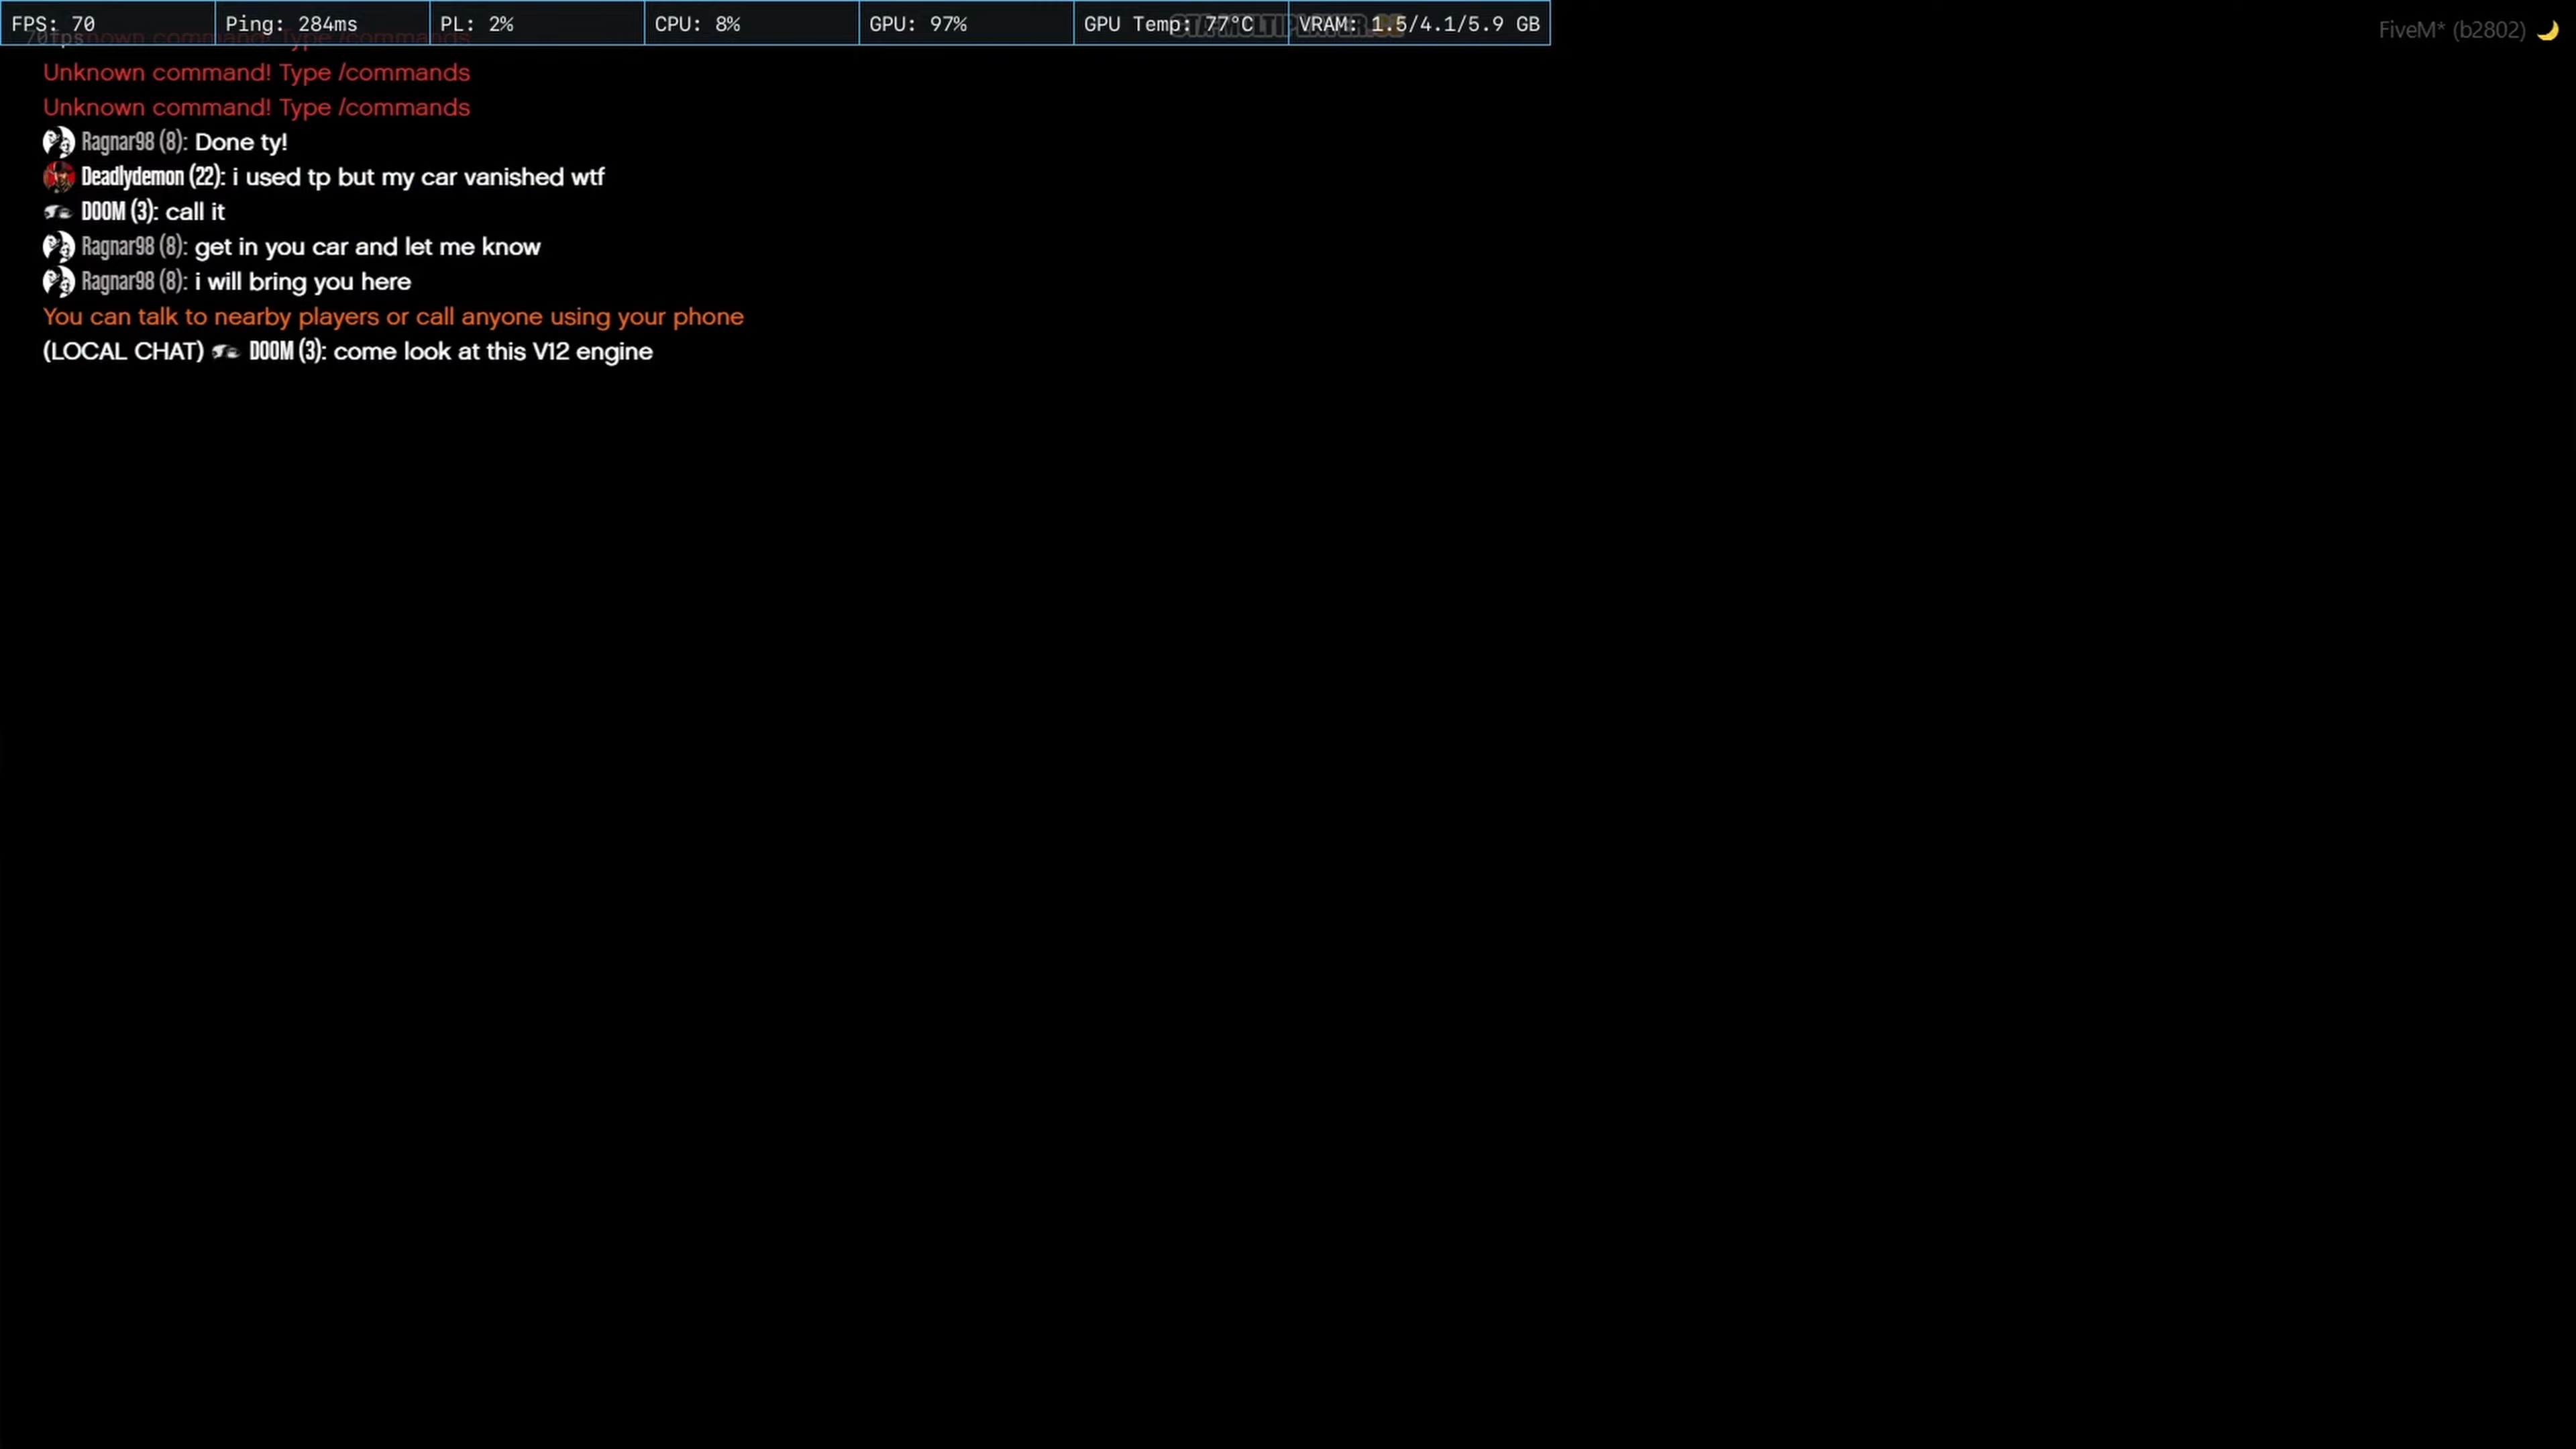 FPS: 70 Ping: 284ms PL: 2% CPU: 8% GPU: 97% GPU Temp: 77°C VRAM: 1.5/4.1/5.9 GB
FiveM* (b2802)
70fps
Unknown command! Type /commands
Unknown command! Type /commands
Ragnar98 (8): Done ty!
Deadlydemon (22): i used tp but my car vanished wtf
DOOM (3): call it
Ragnar98 (8): get in you car and let me know
Ragnar98 (8): i will bring you here
You can talk to nearby players or call anyone using your phone
(LOCAL CHAT) DOOM (3): come look at this V12 engine